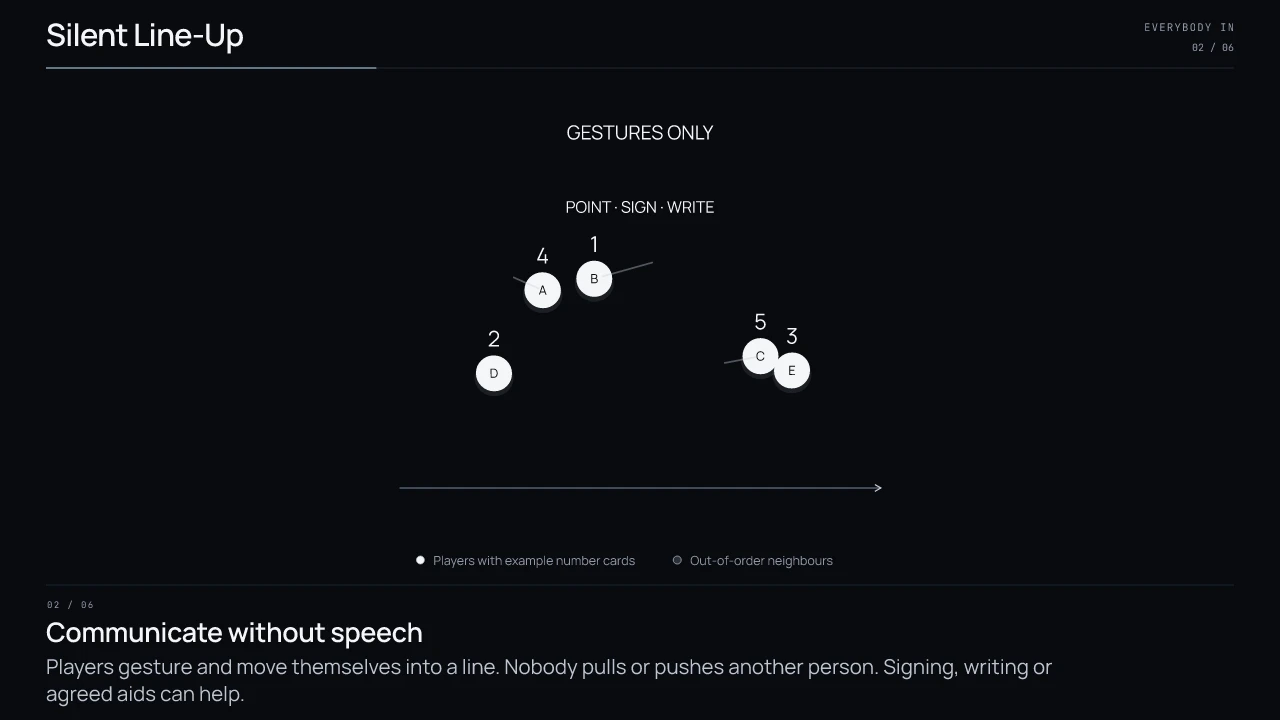 Silent Line-Up
EVERYBODY IN
02 / 06
GESTURES ONLY
POINT · SIGN · WRITE
4
1
A
B
2
D
5
3
C
E
Players with example number cards
Out-of-order neighbours
02 / 06
Communicate without speech
Players gesture and move themselves into a line. Nobody pulls or pushes another person. Signing, writing or
agreed aids can help.